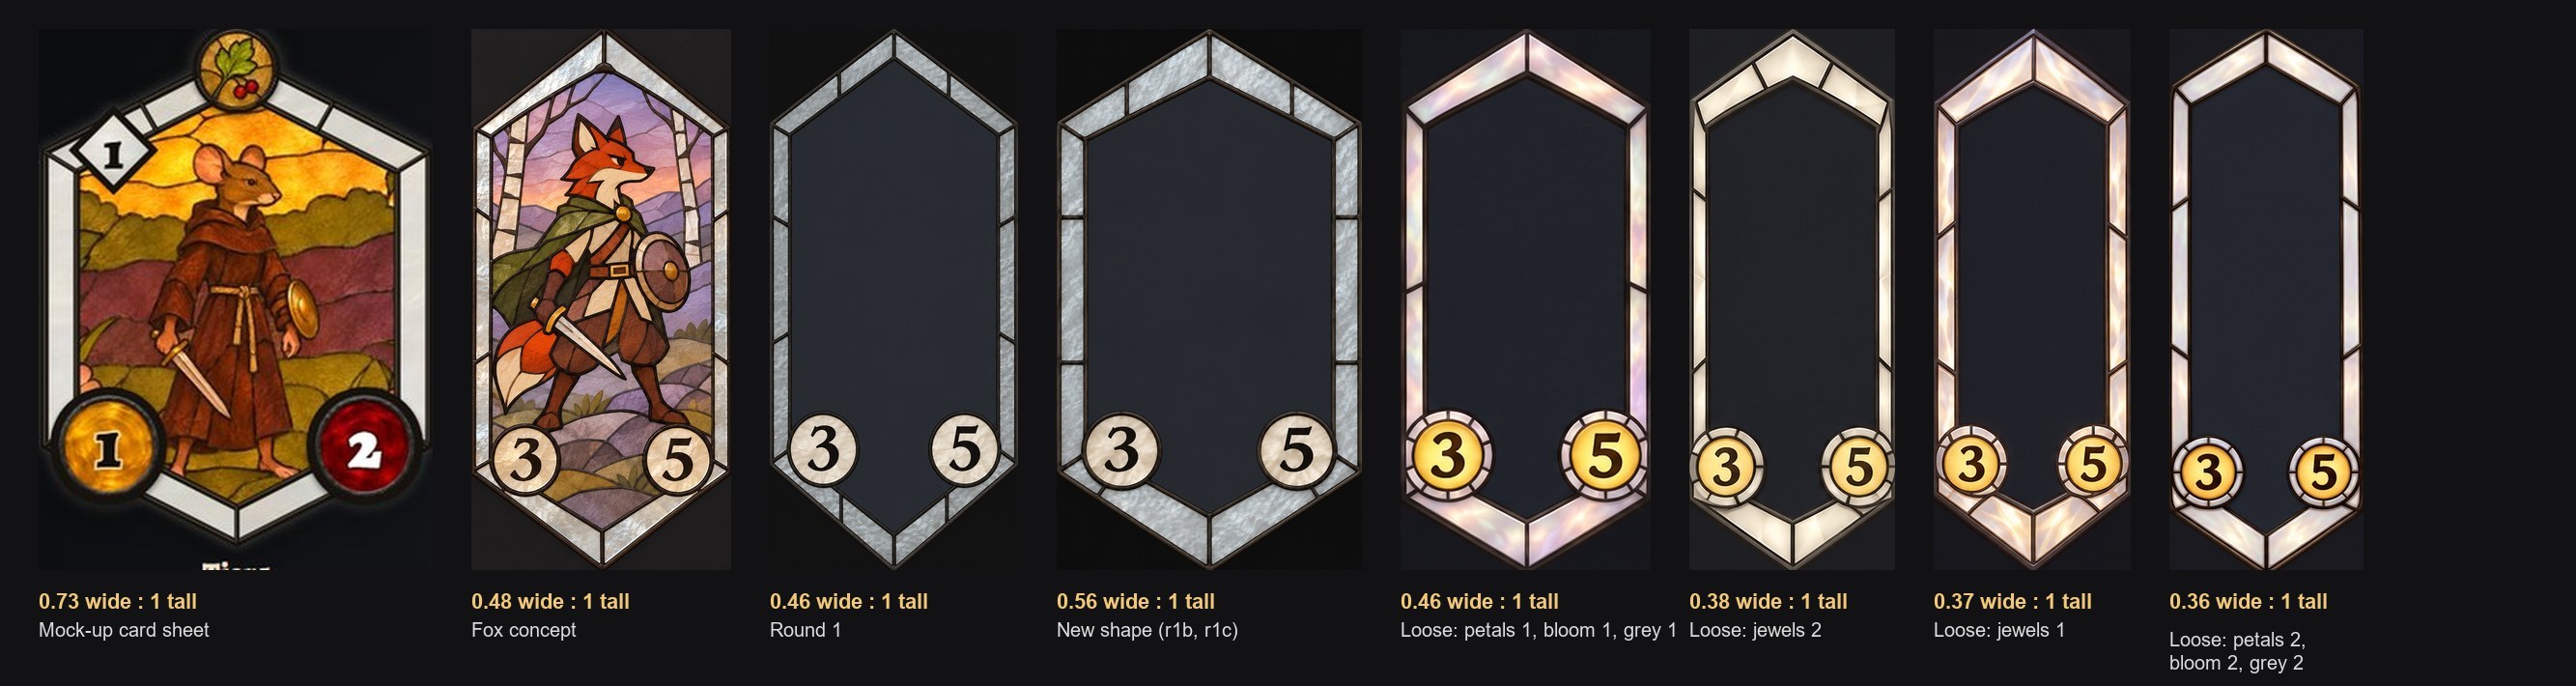 1
1
2
3
5
3
5
3
5
3
5
3
5
3
5
3
5
0.73 wide : 1 tall
Mock-up card sheet
0.48 wide : 1 tall
Fox concept
0.46 wide : 1 tall
Round 1
0.56 wide : 1 tall
New shape (r1b, r1c)
0.46 wide : 1 tall
Loose: petals 1, bloom 1, grey 1
0.38 wide : 1 tall
Loose: jewels 2
0.37 wide : 1 tall
Loose: jewels 1
0.36 wide : 1 tall
Loose: petals 2,
bloom 2, grey 2